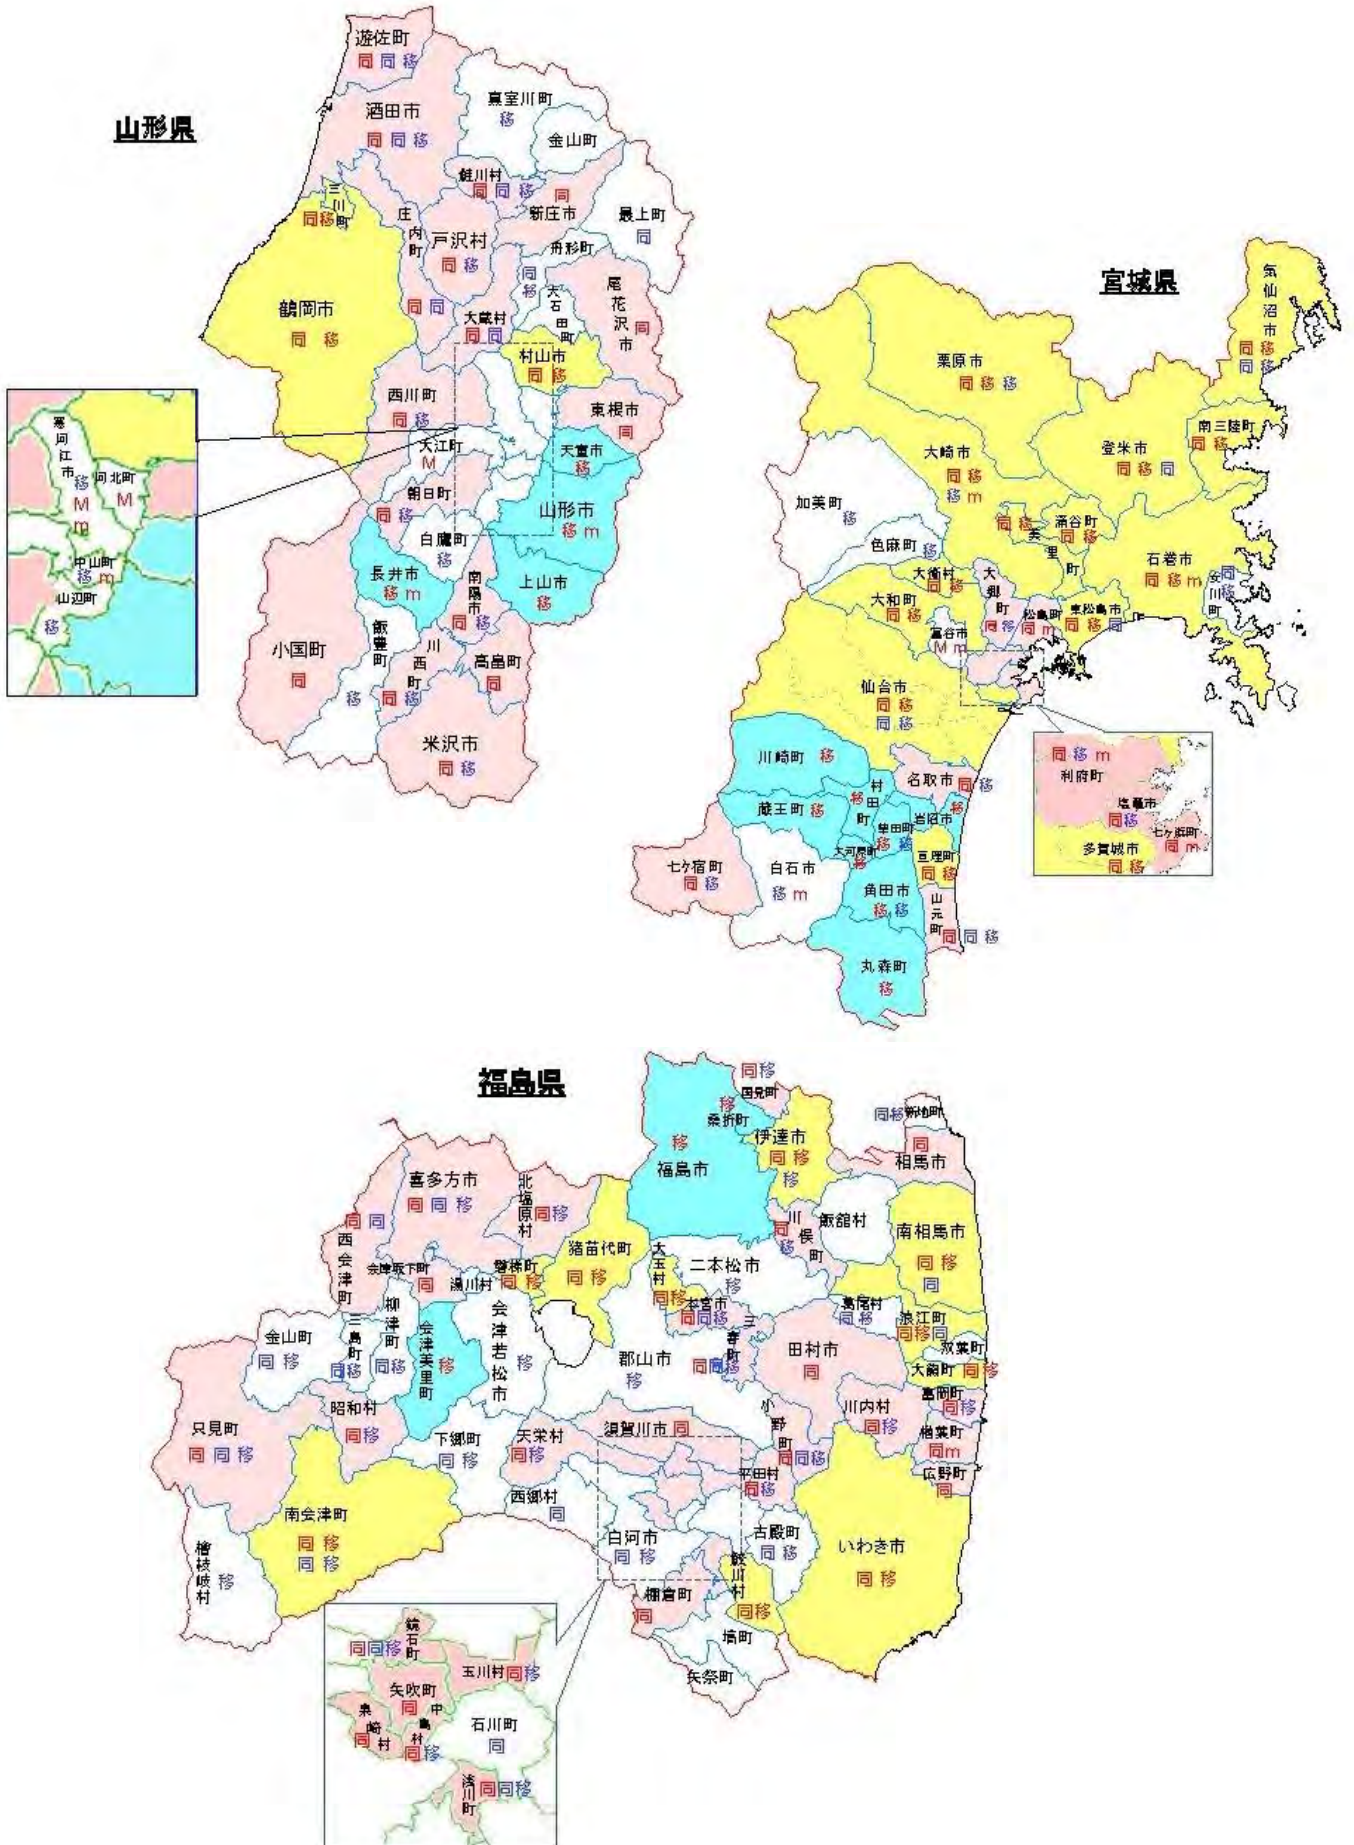 山形県
遊佐町
同 同 移
酒田市
同 同 移
真室川町
移
金山町
鮭川村
同 同 移
同
新庄市
最上町
同
三川町
同移
庄内町
同 同
戸沢村
同 移
舟形町
同
移
大石田町
尾花沢市
同
鶴岡市
同 移
大蔵村
同 同
村山市
同 移
西川町
同 移
東根市
同
大江町
M
天童市
移
朝日町
同 移
山形市
移 m
白鷹町
移
長井市
移 m
南陽市
同 移
上山市
移
小国町
同
飯豊町
移
川西町
同 移
高畠町
同
米沢市
同 移
寒河江市
移
M
m
河北町
M
中山町
移 m
山辺町
移
宮城県
気仙沼市
同 移
同 移
栗原市
同 移 移
南三陸町
同 移
登米市
同 移 同
大崎市
同 移
移 m
加美町
移
色麻町 移
涌谷町
同 移
美里町
同 移
石巻市
同 移 m
女川町
同
移
大衡村
同 移
大郷町
同 移
大和町
同 移
松島町
同 m
東松島市
同 移 同
富谷市
M m
仙台市
同 移
同 移
川崎町 移
名取市 同 移
村田町
移
蔵王町 移
柴田町
移 移
岩沼市
移
大河原町
移
亘理町
同 移
七ケ宿町
同 移
白石市
移 m
角田市
移 移
山元町
同 同 移
丸森町
移
同 移 m
利府町
塩竈市
同移
七ヶ浜町
同 m
多賀城市
同 移
福島県
同移
国見町
移
桑折町
移
福島市
伊達市
同 移
移
同移 新地町
同
相馬市
喜多方市
同 同 移
北塩原村
同移
同 同
西会津町
猪苗代町
同 移
川俣町
同
移
飯舘村
南相馬市
同 移
同
会津坂下町
同
湯川村
磐梯町
同 移
大玉村
同移
二本松市
移
本宮市
同同移
葛尾村
同移
浪江町
同移同
双葉町
大熊町 同移
金山町
同 移
三島町
同移
柳津町
同移
会津美里町
移
会津若松市
移
郡山市
移
三春町
同同移
田村市
同
富岡町
同移
川内村
同移
楢葉町
同m
広野町
同
只見町
同 同 移
昭和村
同移
下郷町
同 移
天栄村
同移
須賀川市 同
小野町
同同移
平田村
同移
西郷村
同
白河市
同 移
古殿町
同 移
いわき市
同 移
南会津町
同 移
同 移
檜枝岐村
移
棚倉町
同
鮫川村
同移
塙町
矢祭町
鏡石町
同同移
玉川村同移
矢吹町
同
泉崎村
同
中島村
同移
石川町
同
浅川町
同同移